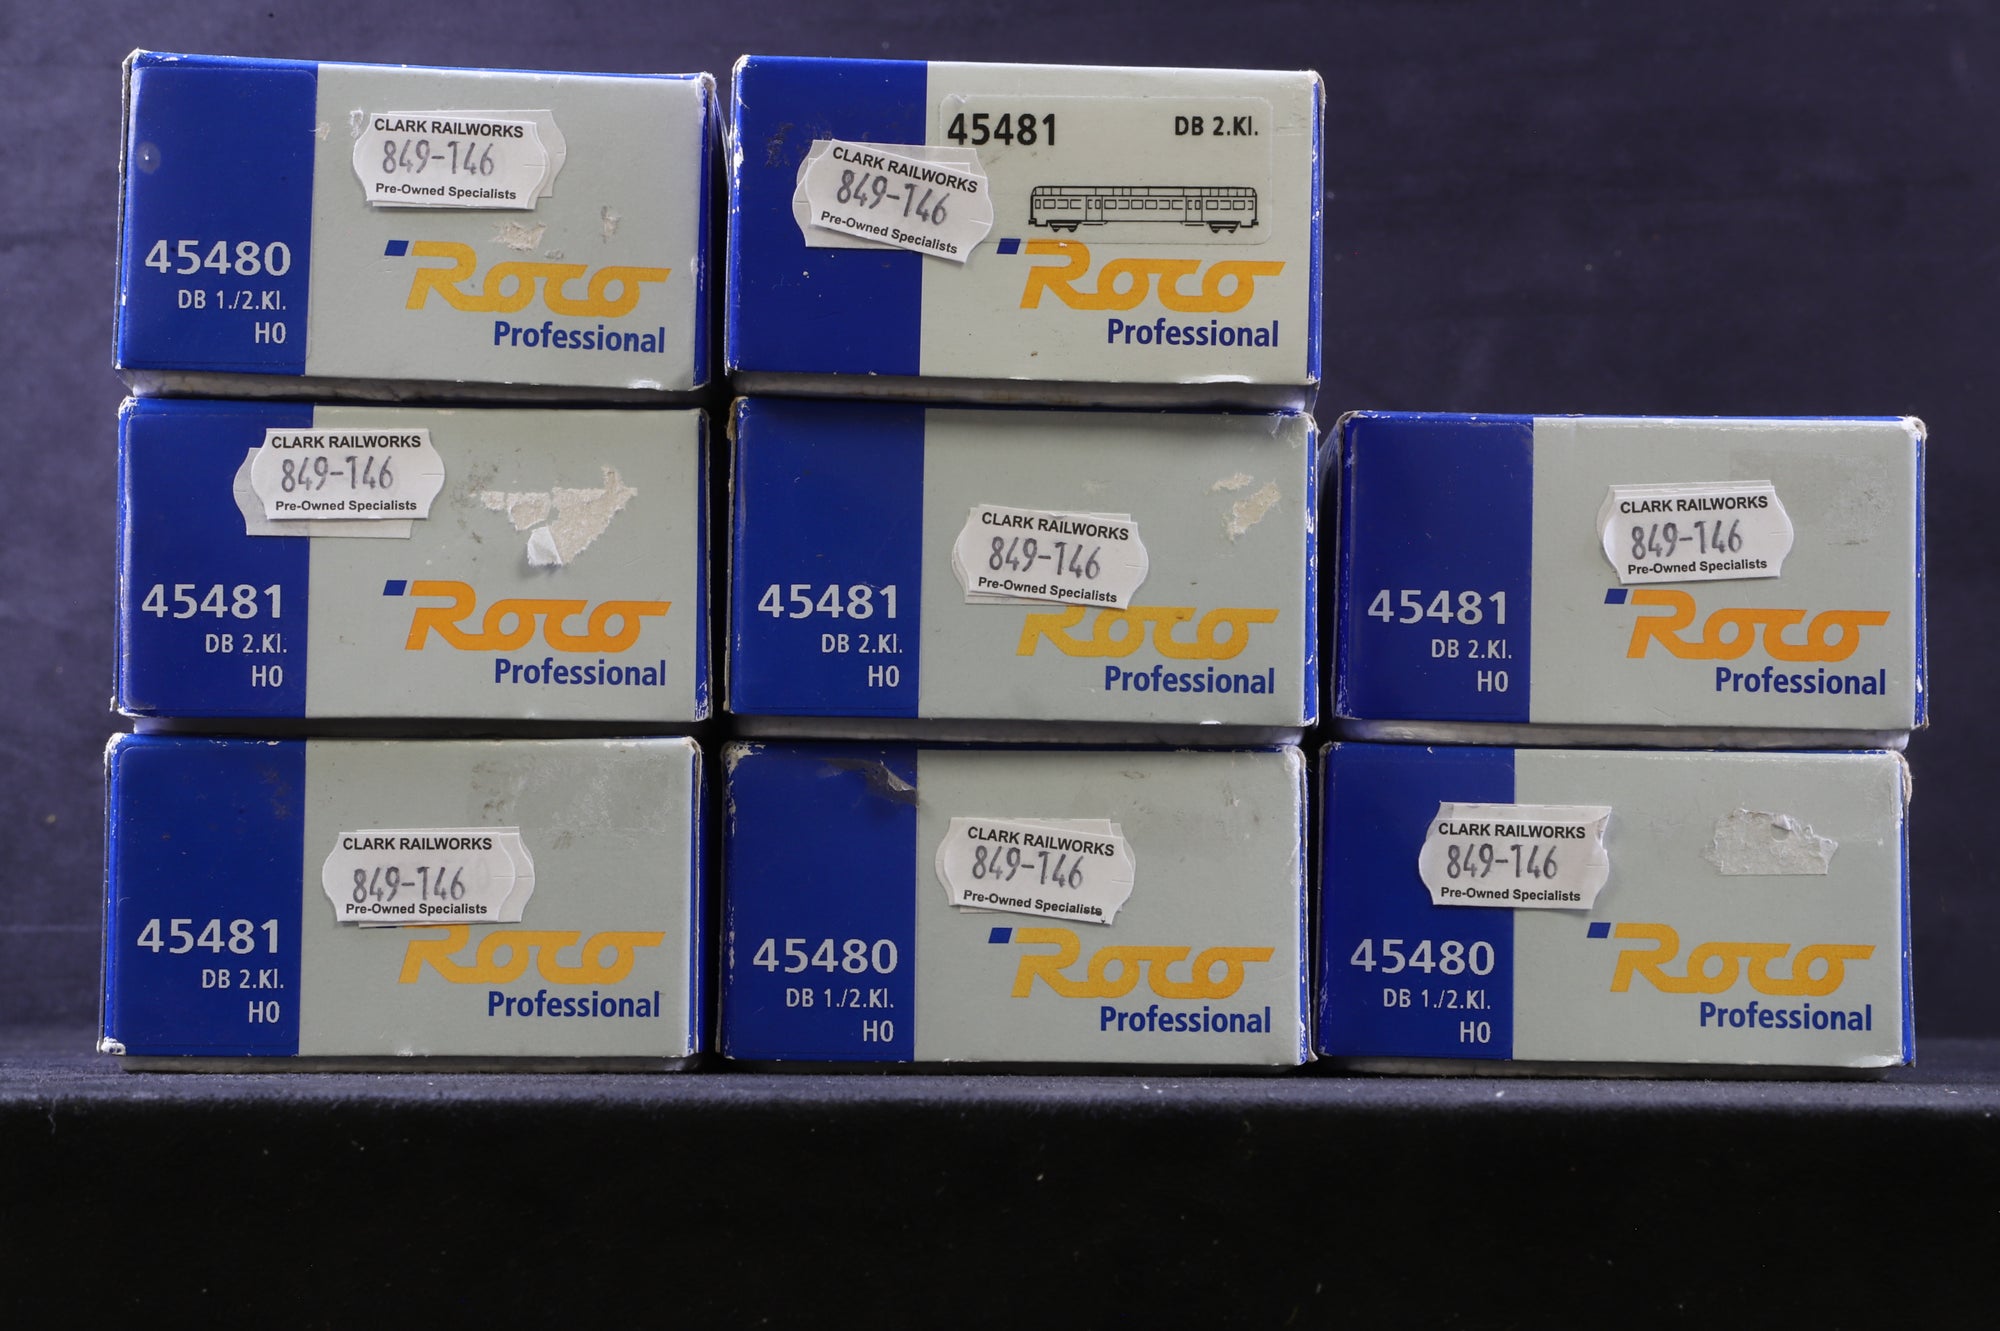 CLARK RAILWORKS
849-146
Pre-Owned Specialists
45480
DB 1./2.Kl.
H0
Roco
Professional
45481 DB 2.Kl.
CLARK RAILWORKS
849-146
Pre-Owned Specialists
Roco
Professional
CLARK RAILWORKS
849-146
Pre-Owned Specialists
45481
DB 2.Kl.
H0
Roco
Professional
CLARK RAILWORKS
849-146
Pre-Owned Specialists
45481
DB 2.Kl.
H0
Roco
Professional
CLARK RAILWORKS
849-146
Pre-Owned Specialists
45481
DB 2.Kl.
H0
Roco
Professional
CLARK RAILWORKS
849-146
Pre-Owned Specialists
45481
DB 2.Kl.
H0
Roco
Professional
CLARK RAILWORKS
849-146
Pre-Owned Specialists
45480
DB 1./2.Kl.
H0
Roco
Professional
CLARK RAILWORKS
849-146
Pre-Owned Specialists
45480
DB 1./2.Kl.
H0
Roco
Professional